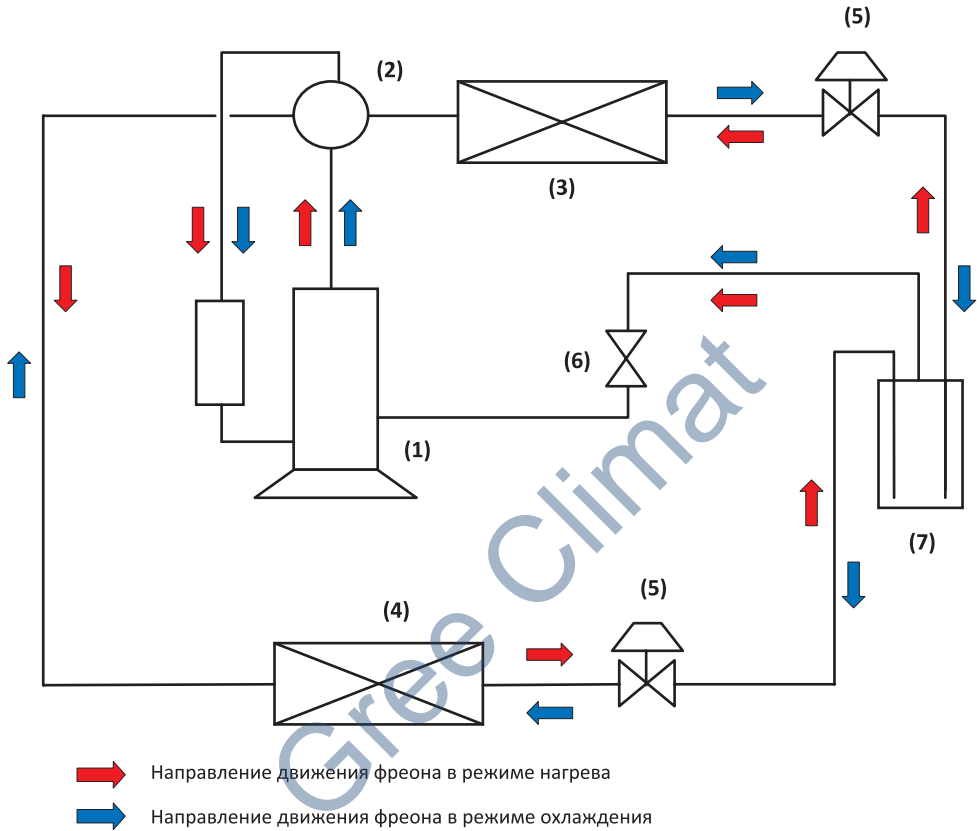 (5)
(2)
(3)
(6)
(1)
(7)
(5)
(4)
Gree Climat
Направление движения фреона в режиме нагрева
Направление движения фреона в режиме охлаждения